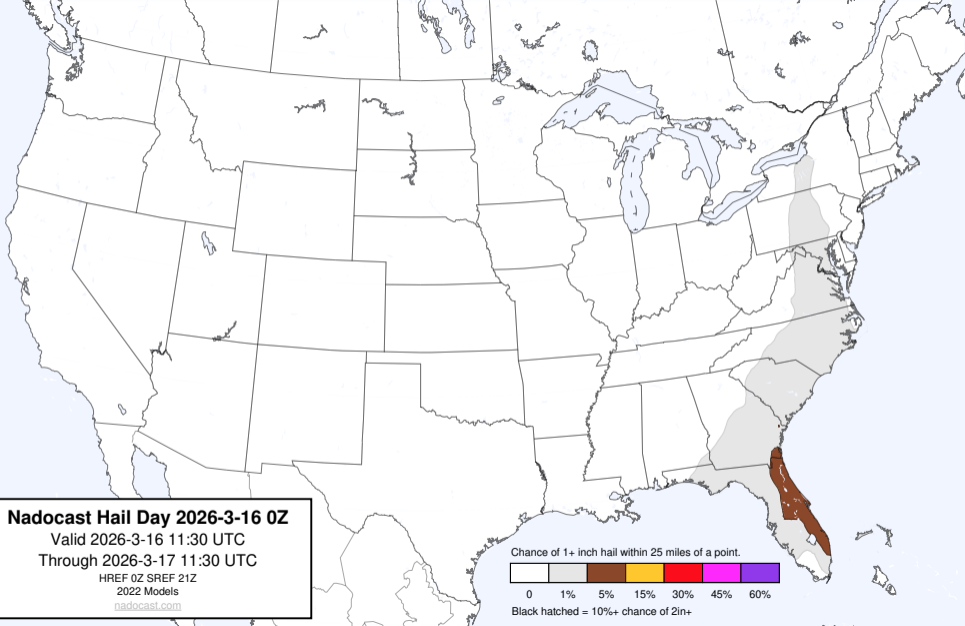 Nadocast Hail Day 2026-3-16 0Z
Valid 2026-3-16 11:30 UTC
Through 2026-3-17 11:30 UTC
HREF 0Z SREF 21Z
2022 Models
nadocast.com
Chance of 1+ inch hail within 25 miles of a point.
0 1% 5% 15% 30% 45% 60%
Black hatched = 10%+ chance of 2in+